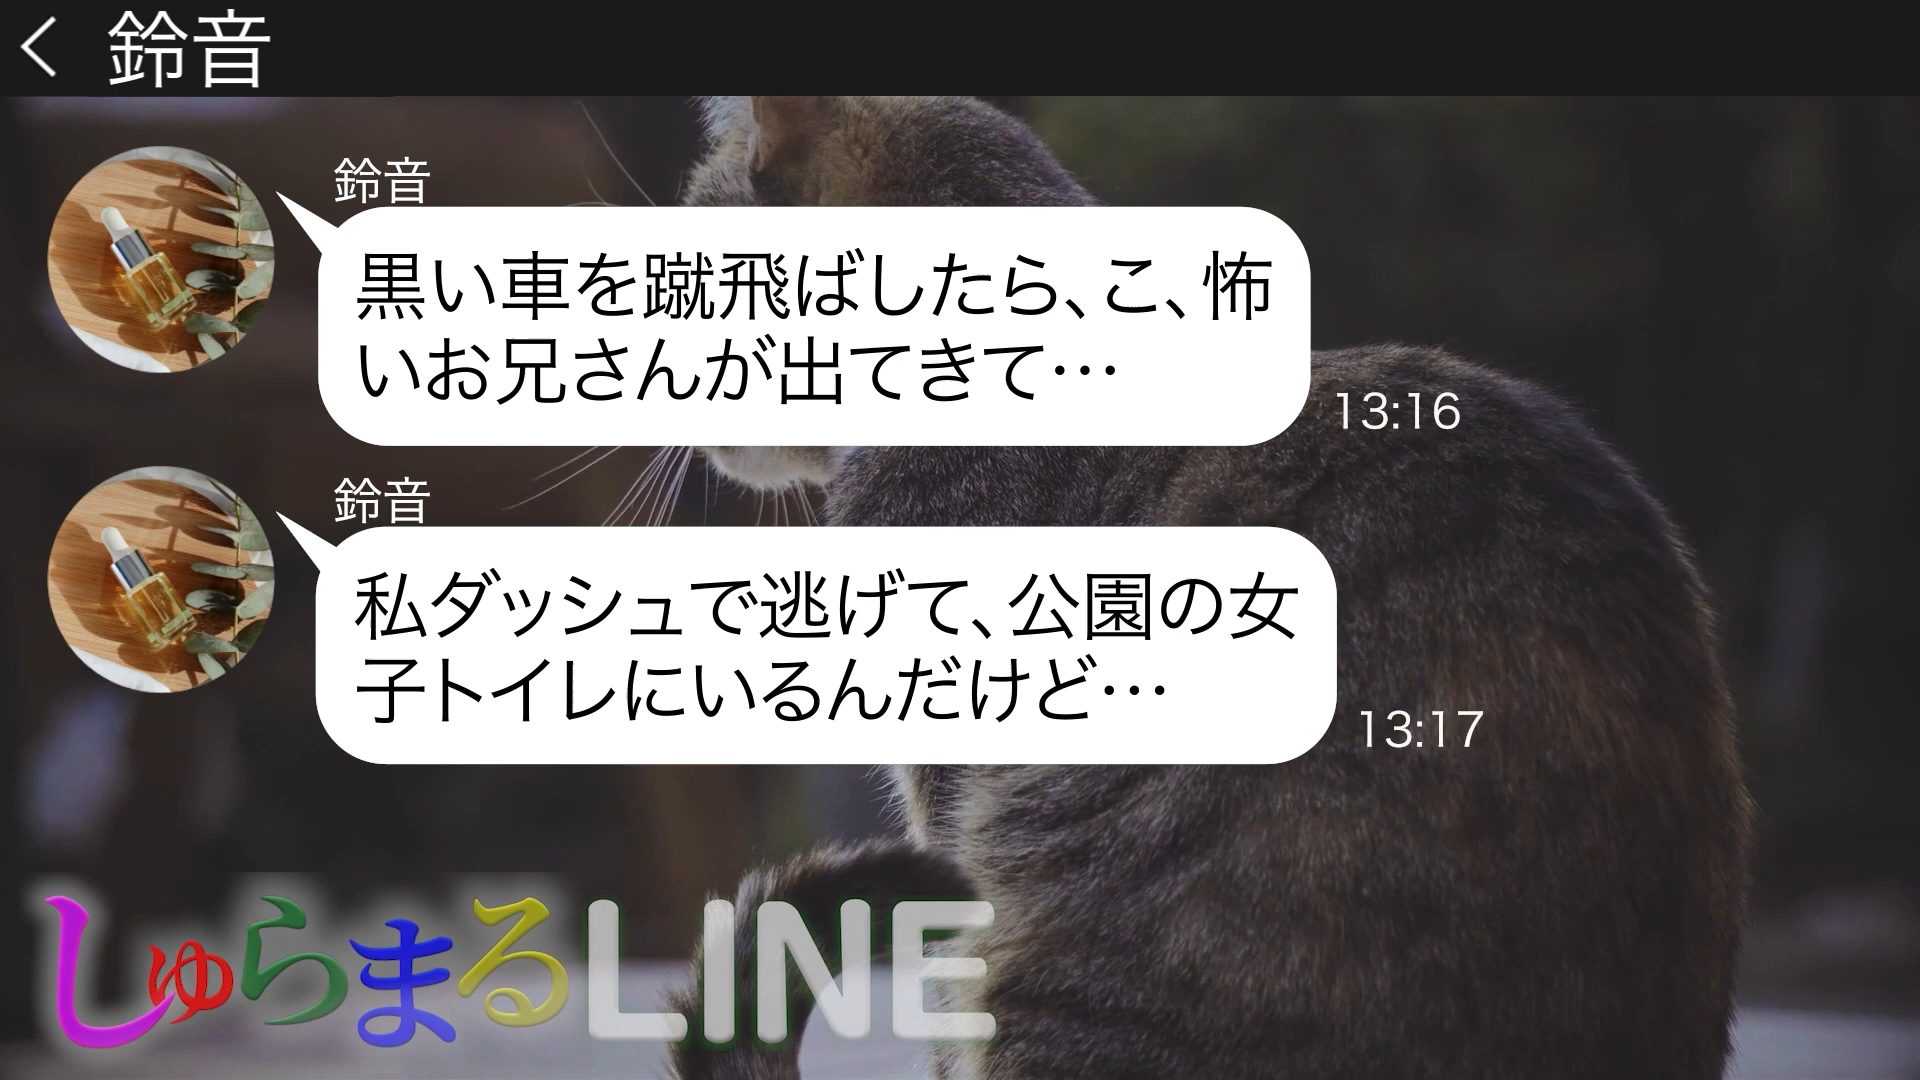 鈴音
鈴音
黒い車を蹴飛ばしたら、こ、怖
いお兄さんが出てきて…
13:16
鈴音
私ダッシュで逃げて、公園の女
子トイレにいるんだけど…
13:17
しゅらまるLINE